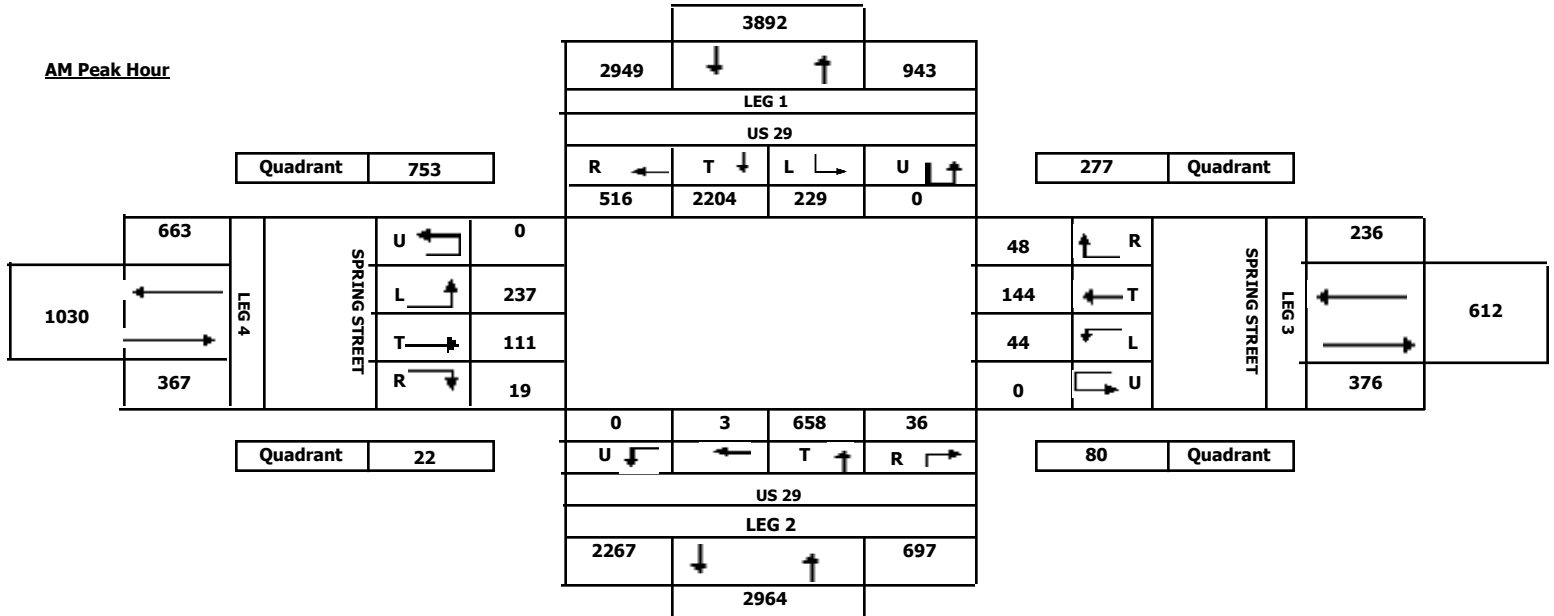 3892
AM Peak Hour
2949 943
LEG 1
US 29
Quadrant 753
R T L U
277 Quadrant
516 2204 229 0
663
U 0
48 R
236
1030
LEG 4
SPRING STREET
L 237
144 T
SPRING STREET
LEG 3
612
T 111
44 L
367
R 19
0 U
376
0 3 658 36
Quadrant 22
U T R
80 Quadrant
US 29
LEG 2
2267 697
2964